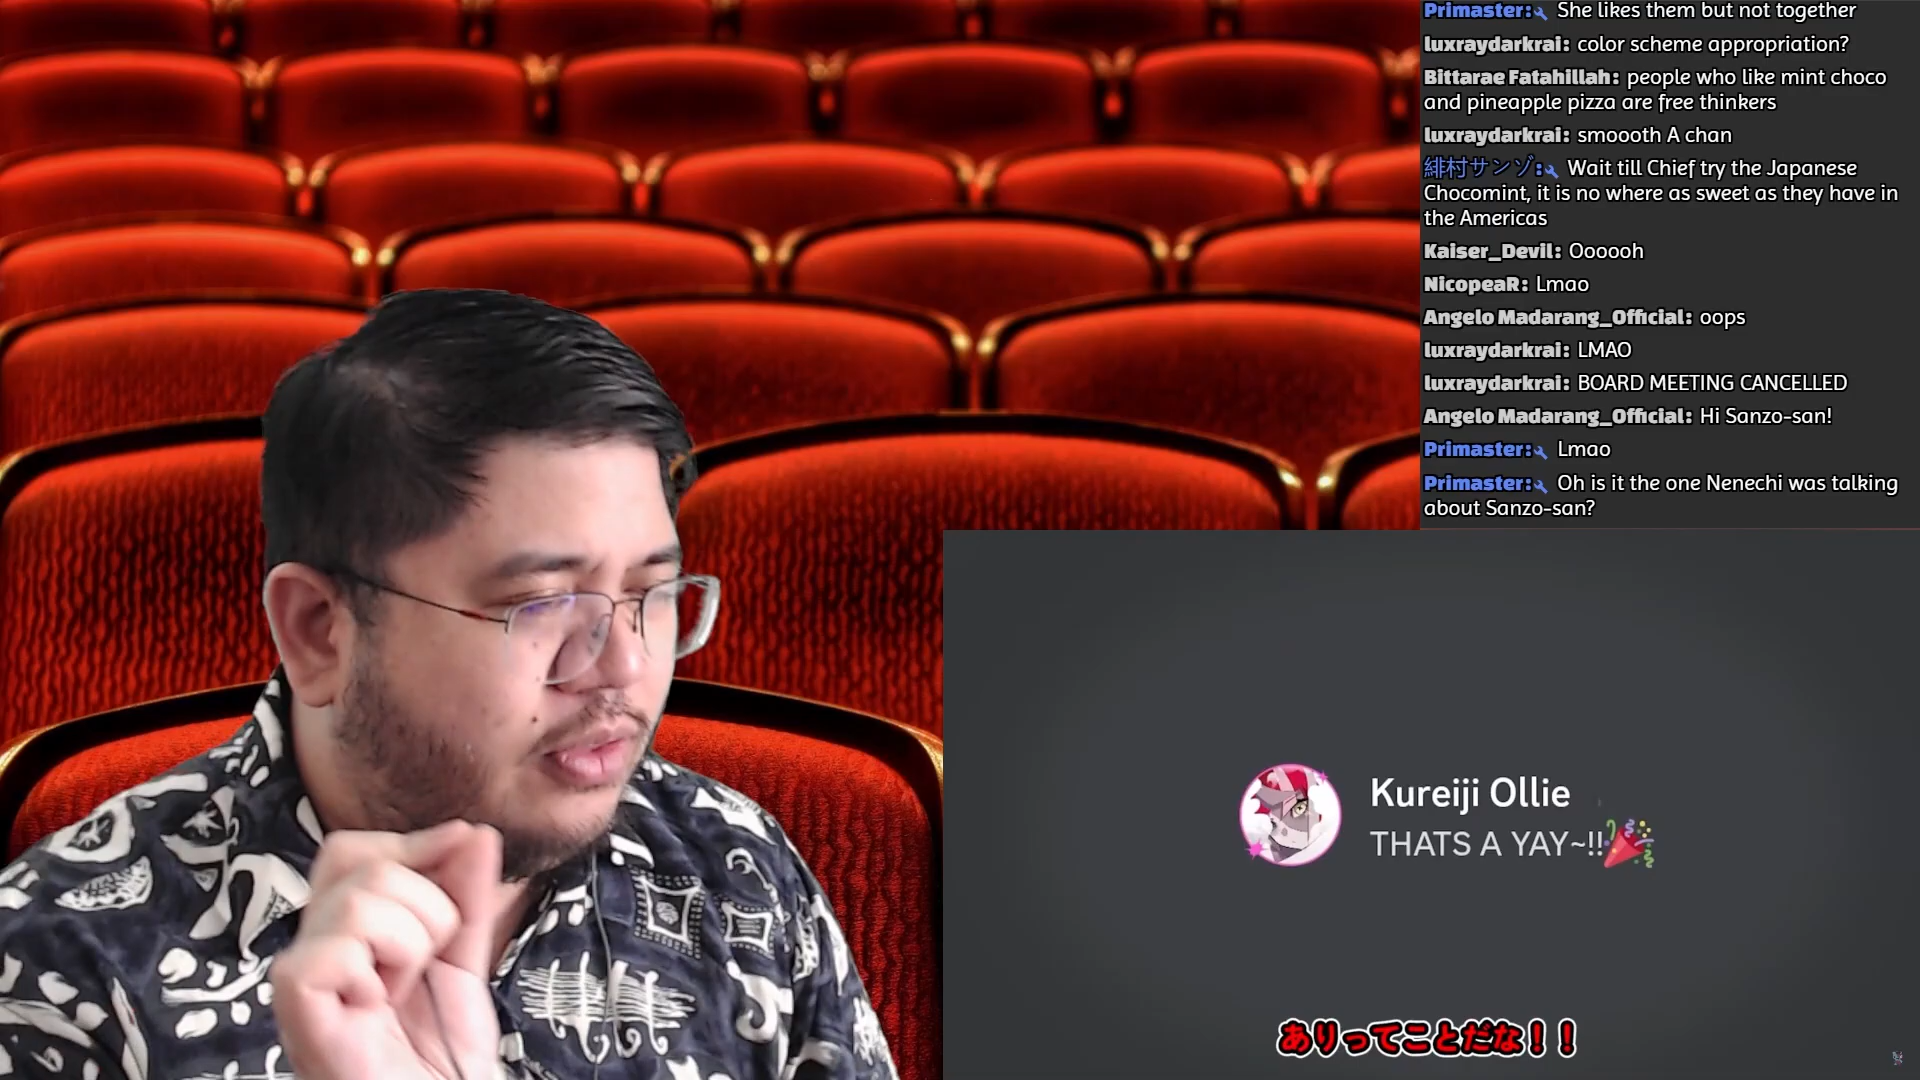 Primaster: She likes them but not together
luxraydarkrai: color scheme appropriation?
Bittarae Fatahillah: people who like mint choco
and pineapple pizza are free thinkers
luxraydarkrai: smoooth A chan
緋村サンゾ: Wait till Chief try the Japanese
Chocomint, it is no where as sweet as they have in
the Americas
Kaiser_Devil: Oooooh
NicopeaR: Lmao
Angelo Madarang_Official: oops
luxraydarkrai: LMAO
luxraydarkrai: BOARD MEETING CANCELLED
Angelo Madarang_Official: Hi Sanzo-san!
Primaster: Lmao
Primaster: Oh is it the one Nenechi was talking
about Sanzo-san?
Kureiji Ollie
THATS A YAY~!!🎉
ありってことだな！！